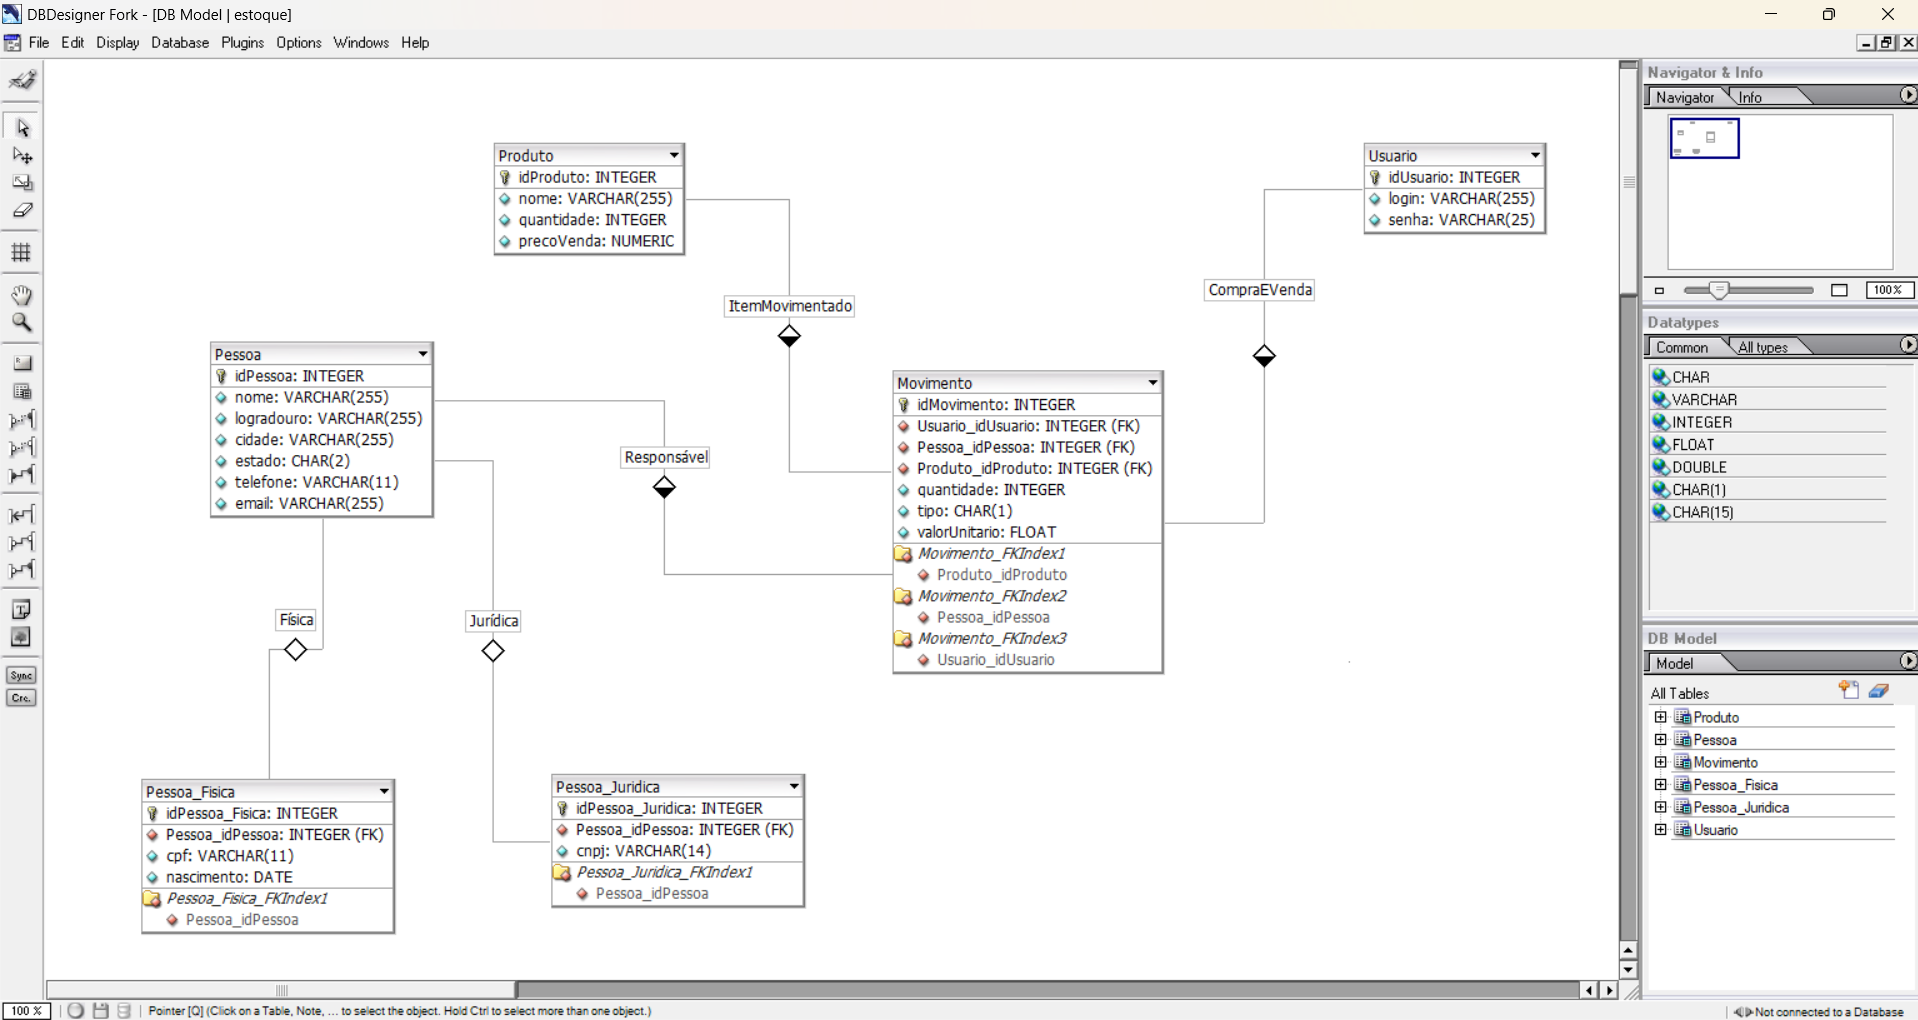 DBDesigner Fork - [DB Model | estoque]
File Edit Display Database Plugins Options Windows Help
Produto
idProduto: INTEGER
nome: VARCHAR(255)
quantidade: INTEGER
precoVenda: NUMERIC
Usuario
idUsuario: INTEGER
login: VARCHAR(255)
senha: VARCHAR(25)
CompraEVenda
ItemMovimentado
Pessoa
idPessoa: INTEGER
nome: VARCHAR(255)
logradouro: VARCHAR(255)
cidade: VARCHAR(255)
estado: CHAR(2)
telefone: VARCHAR(11)
email: VARCHAR(255)
Responsável
Movimento
idMovimento: INTEGER
Usuario_idUsuario: INTEGER (FK)
Pessoa_idPessoa: INTEGER (FK)
Produto_idProduto: INTEGER (FK)
quantidade: INTEGER
tipo: CHAR(1)
valorUnitario: FLOAT
Movimento_FKIndex1
Produto_idProduto
Movimento_FKIndex2
Pessoa_idPessoa
Movimento_FKIndex3
Usuario_idUsuario
Física
Jurídica
Pessoa_Fisica
idPessoa_Fisica: INTEGER
Pessoa_idPessoa: INTEGER (FK)
cpf: VARCHAR(11)
nascimento: DATE
Pessoa_Fisica_FKIndex1
Pessoa_idPessoa
Pessoa_Juridica
idPessoa_Juridica: INTEGER
Pessoa_idPessoa: INTEGER (FK)
cnpj: VARCHAR(14)
Pessoa_Juridica_FKIndex1
Pessoa_idPessoa
Sync
Cre.
Navigator & Info
Navigator Info
100%
Datatypes
Common All types
CHAR
VARCHAR
INTEGER
FLOAT
DOUBLE
CHAR(1)
CHAR(15)
DB Model
Model
All Tables
Produto
Pessoa
Movimento
Pessoa_Fisica
Pessoa_Juridica
Usuario
100 %
Pointer [Q] (Click on a Table, Note, ... to select the object. Hold Ctrl to select more than one object.)
Not connected to a Database